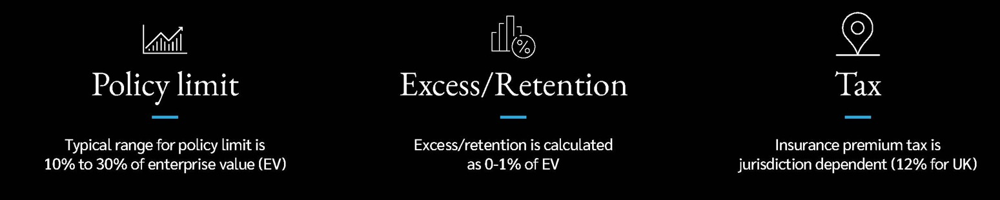 Policy limit
Typical range for policy limit is
10% to 30% of enterprise value (EV)
%
Excess/Retention
Excess/retention is calculated
as 0-1% of EV
Tax
Insurance premium tax is
jurisdiction dependent (12% for UK)